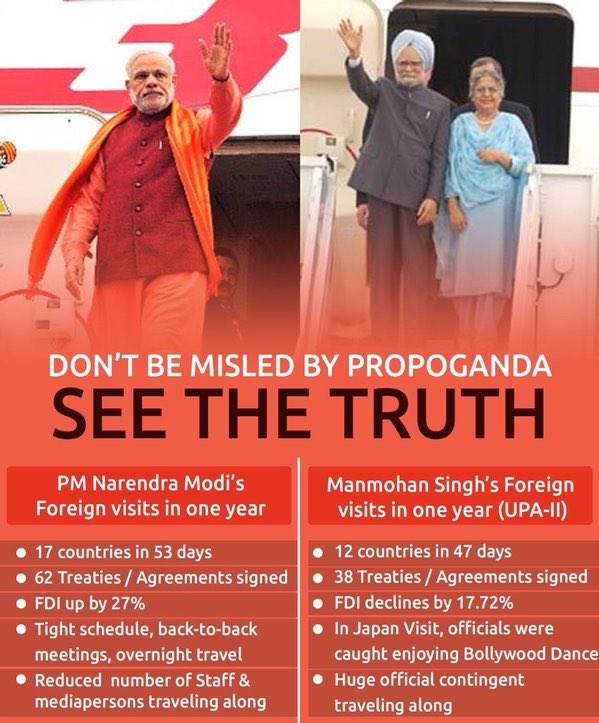 DON'T BE MISLED BY PROPOGANDA
SEE THE TRUTH
PM Narendra Modi's
Foreign visits in one year
17 countries in 53 days
62 Treaties / Agreements signed
FDI up by 27%
Tight schedule, back-to-back
meetings, overnight travel
Reduced number of Staff &
mediapersons traveling along
Manmohan Singh's Foreign
visits in one year (UPA-II)
12 countries in 47 days
38 Treaties / Agreements signed
FDI declines by 17.72%
In Japan Visit, officials were
caught enjoying Bollywood Dance
Huge official contingent
traveling along